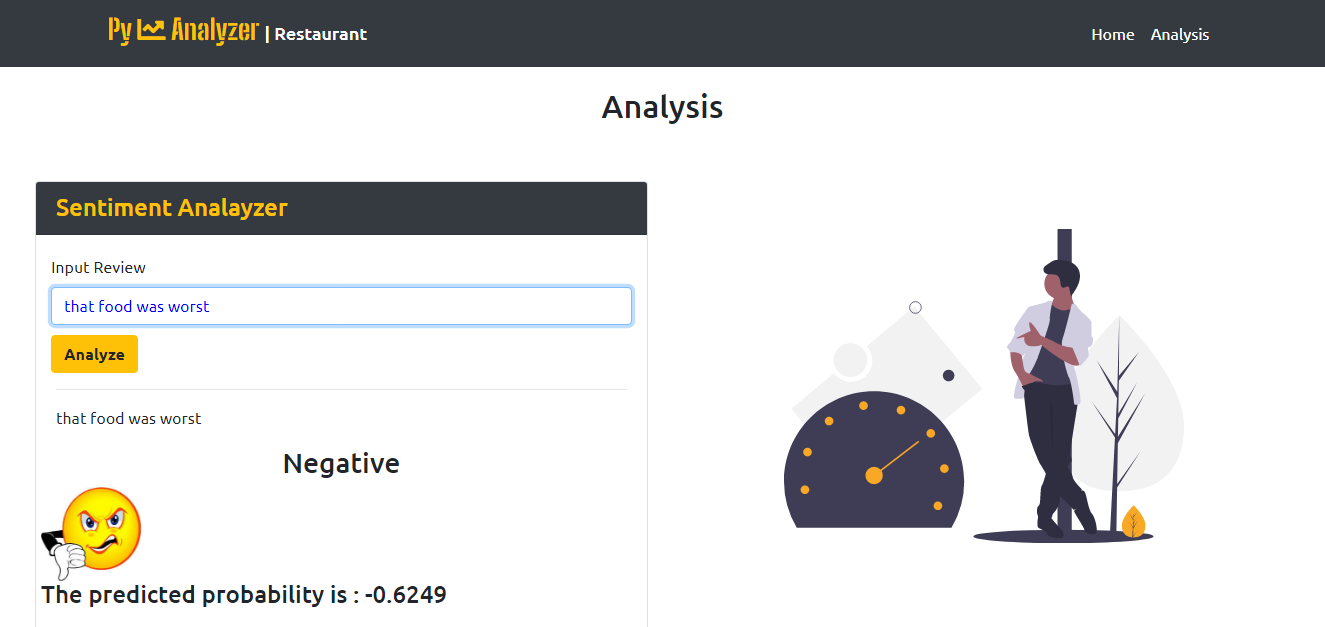 Py Analyzer | Restaurant
Home Analysis
Analysis
Sentiment Analayzer
Input Review
that food was worst
Analyze
that food was worst
Negative
The predicted probability is : -0.6249